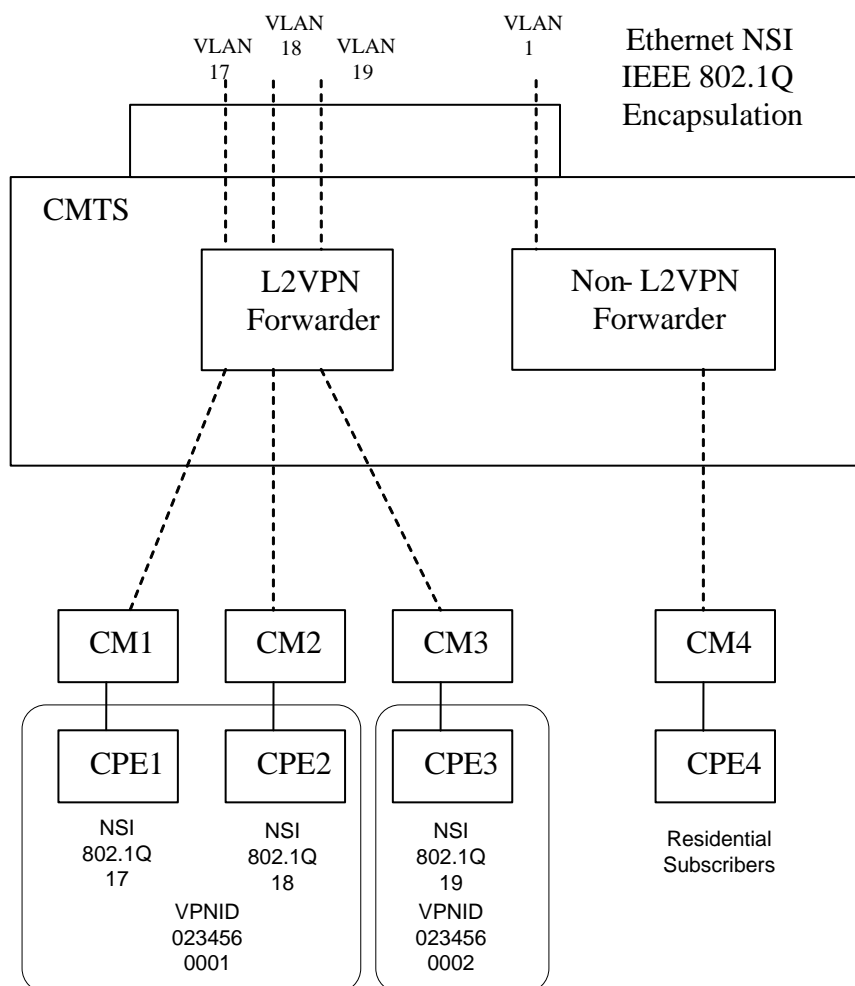 VLAN
17
VLAN
18
VLAN
19
VLAN
1
Ethernet NSI
IEEE 802.1Q
Encapsulation
CMTS
L2VPN
Forwarder
Non- L2VPN
Forwarder
CM1
CM2
CM3
CM4
CPE1
CPE2
CPE3
CPE4
NSI
802.1Q
17
NSI
802.1Q
18
VPNID
023456
0001
NSI
802.1Q
19
VPNID
023456
0002
Residential
Subscribers